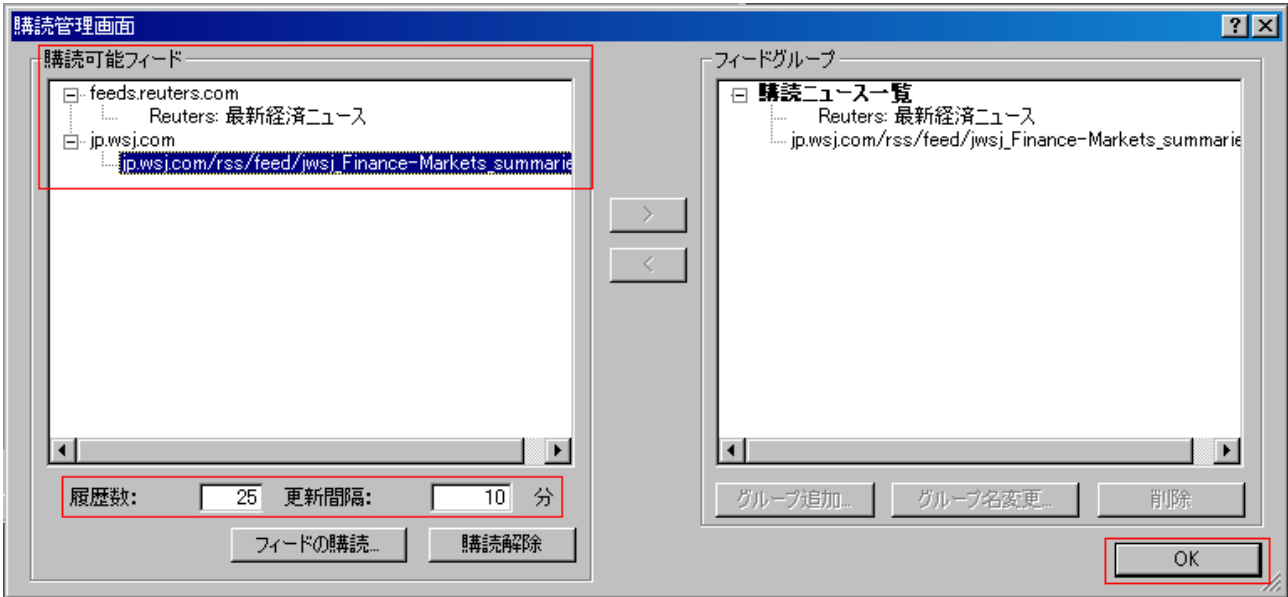 購読管理画面
購読可能フィード
feeds.reuters.com
Reuters: 最新経済ニュース
jp.wsj.com
jp.wsj.com/rss/feed/jwsj_Finance-Markets_summarie
履歴数: 25 更新間隔: 10 分
フィードの購読... 購読解除
>
<
フィードグループ
購読ニュース一覧
Reuters: 最新経済ニュース
jp.wsj.com/rss/feed/jwsj_Finance-Markets_summarie
グループ追加... グループ名変更... 削除
OK